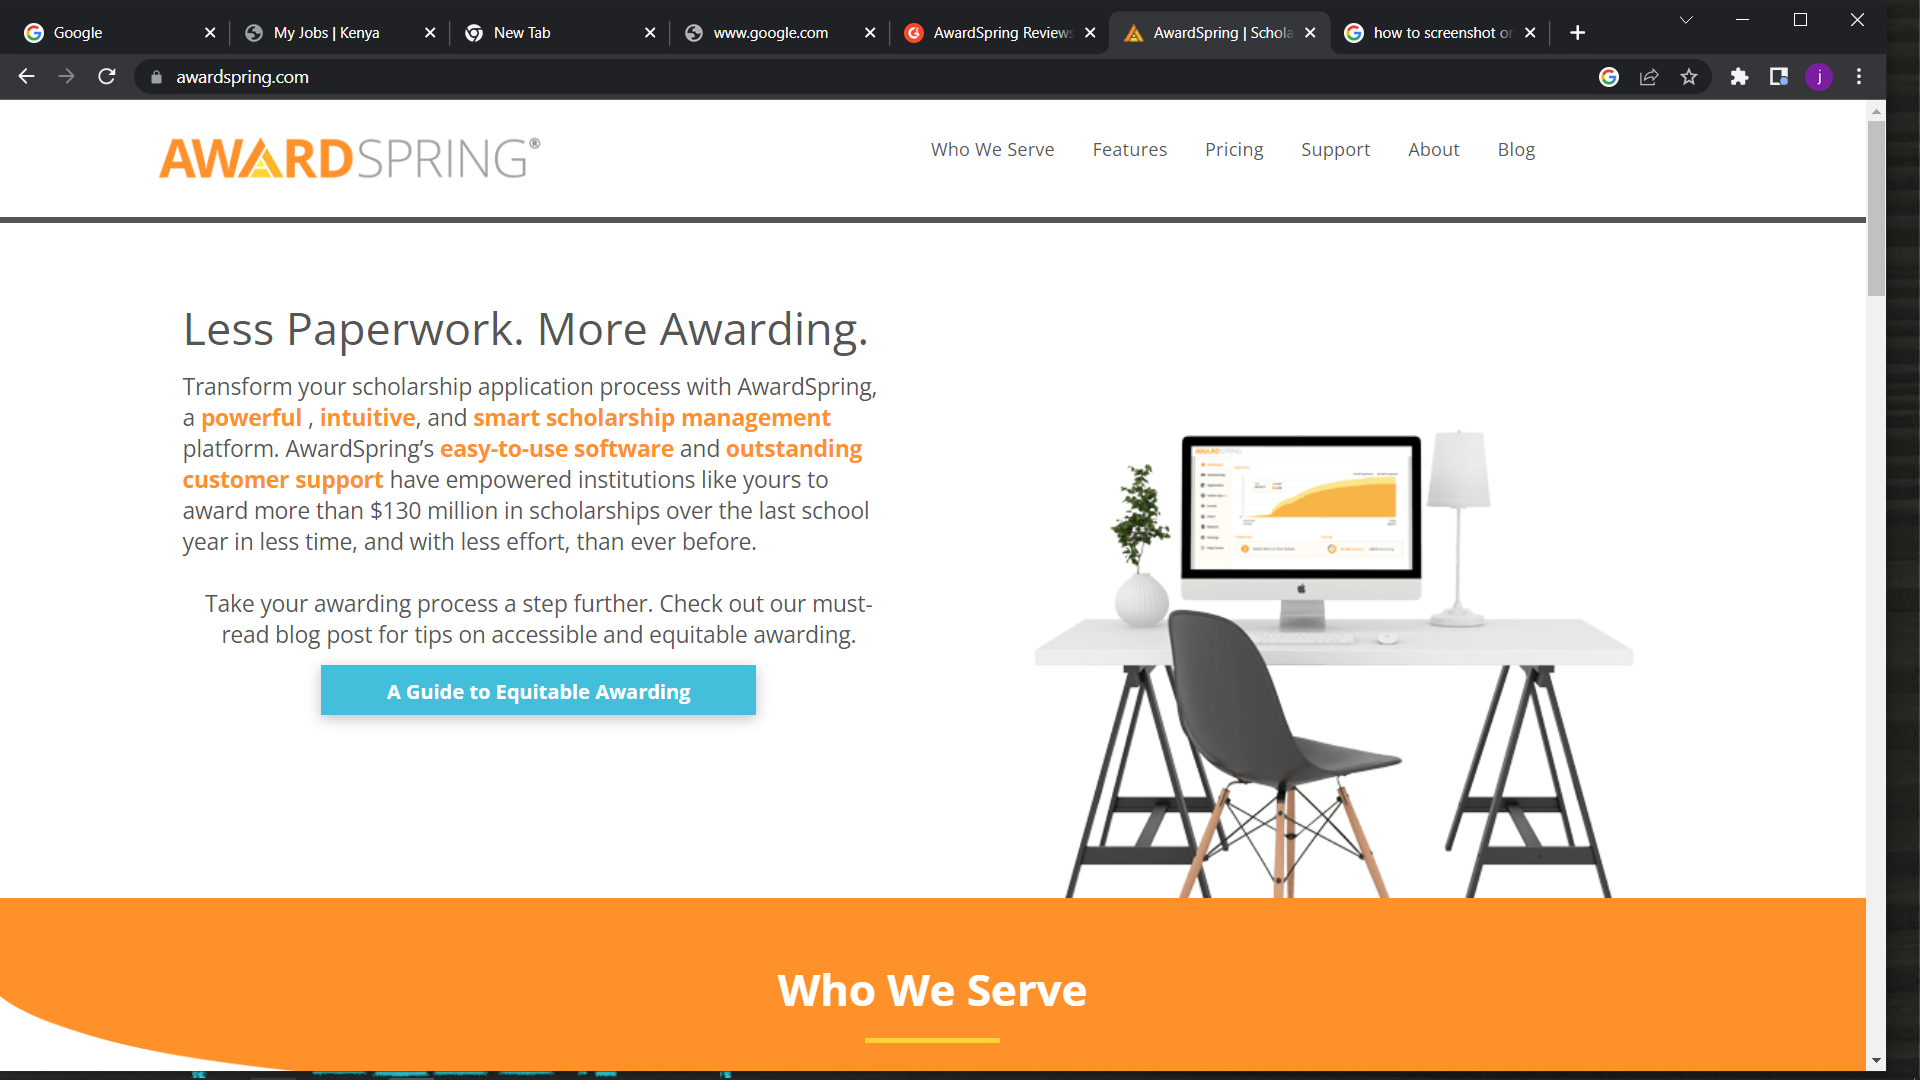 Google
My Jobs | Kenya
New Tab
www.google.com
AwardSpring Reviews
AwardSpring | Schola
how to screenshot or
awardspring.com
j
AWARDSPRING®
Who We Serve
Features
Pricing
Support
About
Blog
Less Paperwork. More Awarding.
Transform your scholarship application process with AwardSpring,
a powerful , intuitive, and smart scholarship management
platform. AwardSpring’s easy-to-use software and outstanding
customer support have empowered institutions like yours to
award more than $130 million in scholarships over the last school
year in less time, and with less effort, than ever before.
Take your awarding process a step further. Check out our must-
read blog post for tips on accessible and equitable awarding.
A Guide to Equitable Awarding
AWARDSPRING
Who We Serve